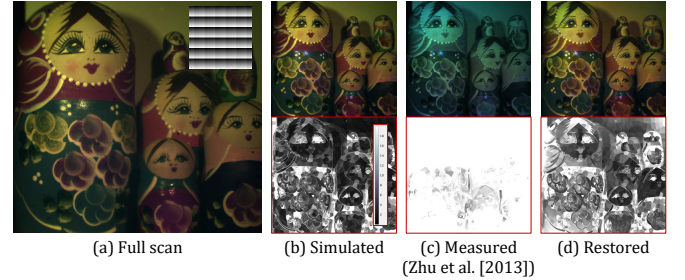 (a) Full scan
(b) Simulated
(c) Measured
(Zhu et al. [2013])
(d) Restored